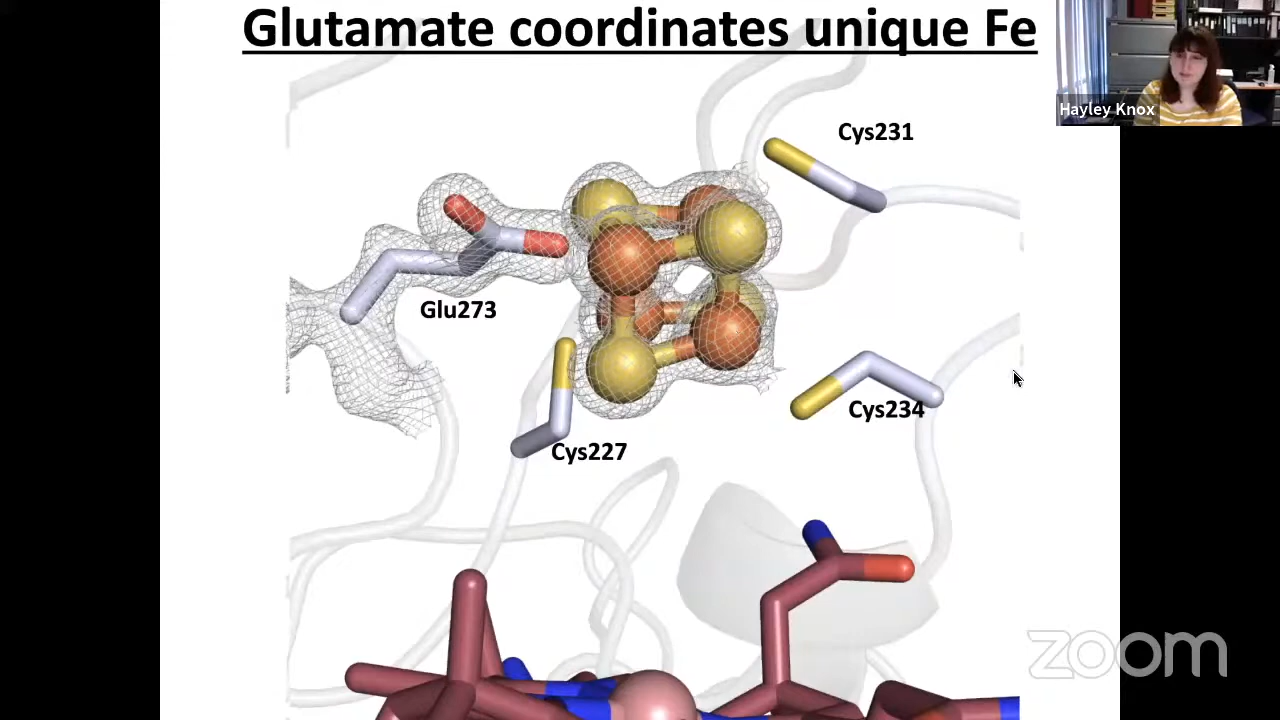 Glutamate coordinates unique Fe
Hayley Knox
Cys231
Glu273
Cys234
Cys227
zoom